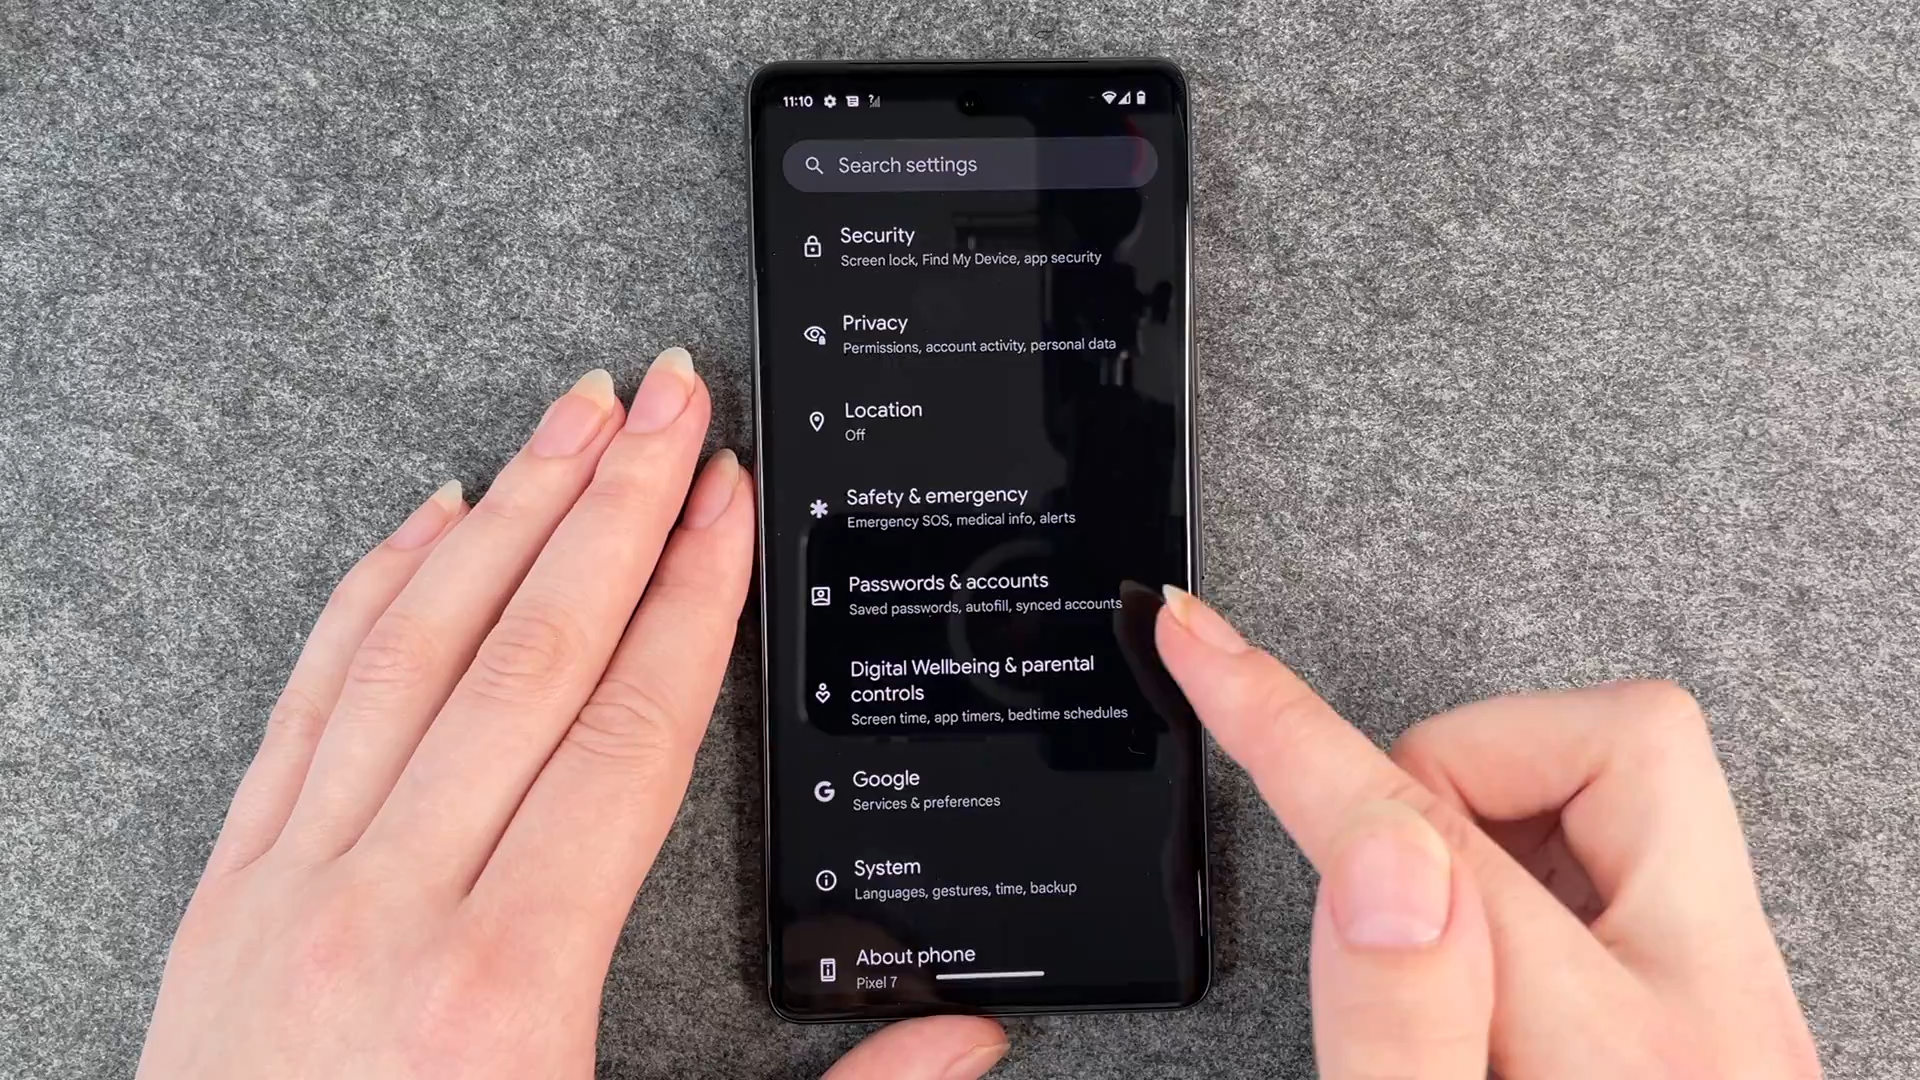 11:10
Search settings
Security
Screen lock, Find My Device, app security
Privacy
Permissions, account activity, personal data
Location
Off
Safety & emergency
Emergency SOS, medical info, alerts
Passwords & accounts
Saved passwords, autofill, synced accounts
Digital Wellbeing & parental
controls
Screen time, app timers, bedtime schedules
Google
Services & preferences
System
Languages, gestures, time, backup
About phone
Pixel 7